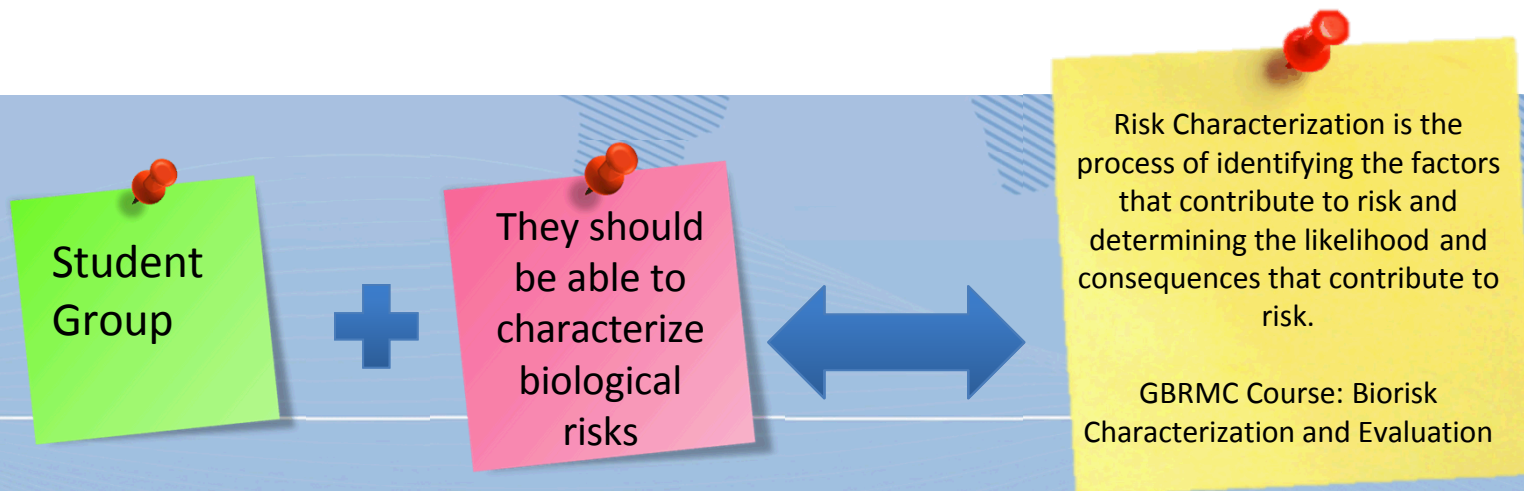 Student
Group
They should
be able to
characterize
biological
risks
Risk Characterization is the
process of identifying the factors
that contribute to risk and
determining the likelihood and
consequences that contribute to
risk.
GBRMC Course: Biorisk
Characterization and Evaluation